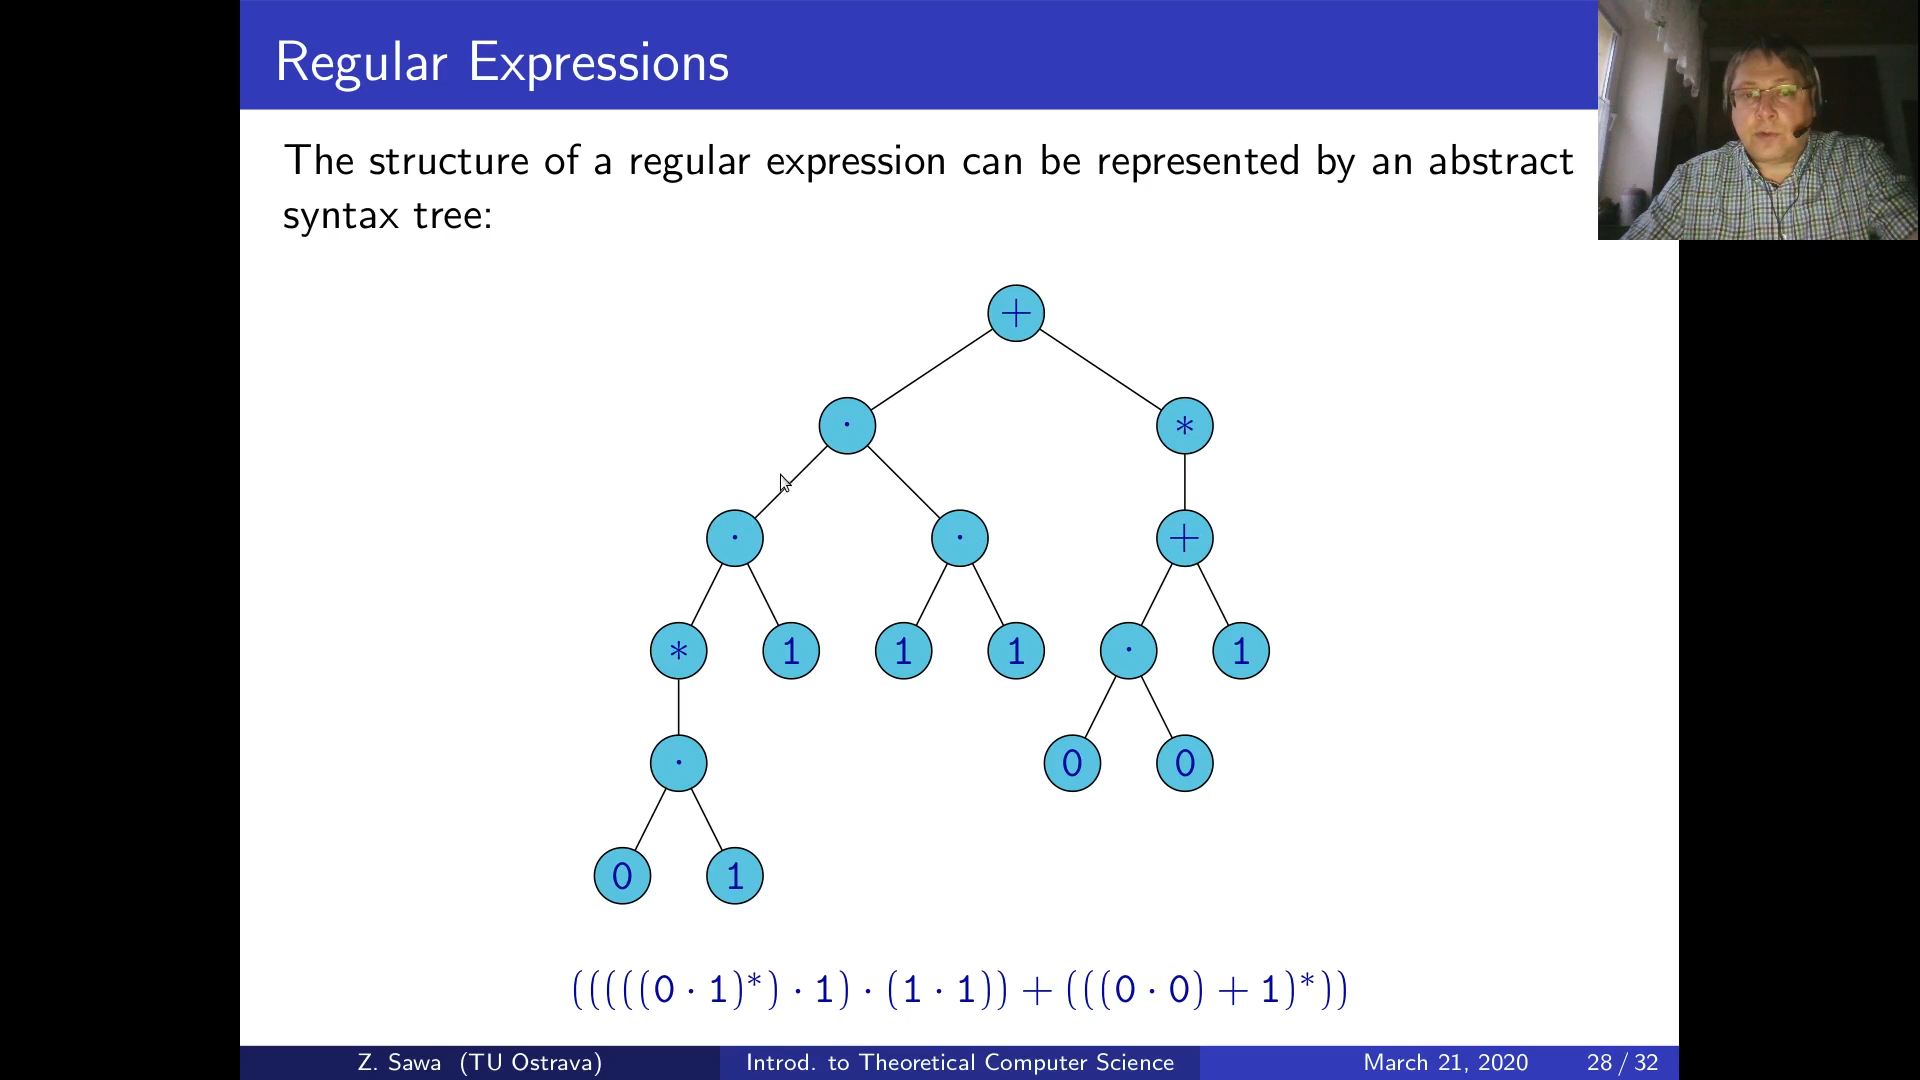 Regular Expressions
The structure of a regular expression can be represented by an abstract
syntax tree:
+
· *
· · +
* 1 1 1 · 1
· 0 0
0 1
(((((0 · 1)*) · 1) · (1 · 1)) + (((0 · 0) + 1)*))
Z. Sawa (TU Ostrava) Introd. to Theoretical Computer Science March 21, 2020 28 / 32